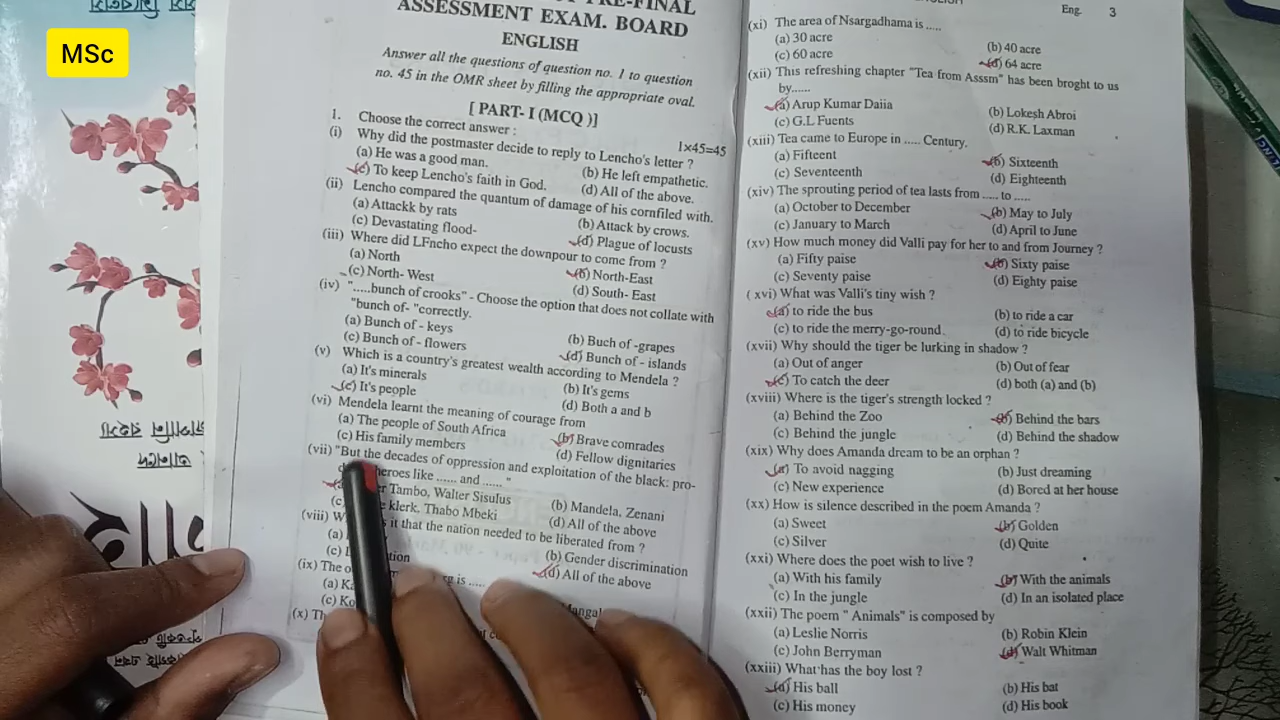 MSc
PRE-FINAL
ASSESSMENT EXAM. BOARD
ENGLISH
Answer all the questions of question no. 1 to question
no. 45 in the OMR sheet by filling the appropriate oval.
[ PART- I (MCQ )]
1. Choose the correct answer : 1×45=45
(i) Why did the postmaster decide to reply to Lencho's letter ?
(a) He was a good man. (b) He left empathetic.
(c) To keep Lencho's faith in God. (d) All of the above.
(ii) Lencho compared the quantum of damage of his cornfiled with.
(a) Attackk by rats (b) Attack by crows.
(c) Devastating flood- (d) Plague of locusts
(iii) Where did LFncho expect the downpour to come from ?
(a) North (b) North-East
(c) North- West (d) South- East
(iv) ".....bunch of crooks" - Choose the option that does not collate with
"bunch of- "correctly.
(a) Bunch of - keys (b) Buch of -grapes
(c) Bunch of - flowers (d) Bunch of - islands
(v) Which is a country's greatest wealth according to Mendela ?
(a) It's minerals (b) It's gems
(c) It's people (d) Both a and b
(vi) Mendela learnt the meaning of courage from
(a) The people of South Africa (b) Brave comrades
(c) His family members (d) Fellow dignitaries
(vii) "But the decades of oppression and exploitation of the black: pro-
heroes like ...... and ...... "
Tambo, Walter Sisulus (b) Mandela, Zenani
klerk, Thabo Mbeki (d) All of the above
(viii) it that the nation needed to be liberated from ?
(a) (b) Gender discrimination
(c) (d) All of the above
(ix) The is .....
(a)
(c)
(x)
Eng. 3
(xi) The area of Nsargadhama is .....
(a) 30 acre (b) 40 acre
(c) 60 acre (d) 64 acre
(xii) This refreshing chapter "Tea from Asssm" has been broght to us
by......
(a) Arup Kumar Daiia (b) Lokesh Abroi
(c) G.L Fuents (d) R.K. Laxman
(xiii) Tea came to Europe in ..... Century.
(a) Fifteent (b) Sixteenth
(c) Seventeenth (d) Eighteenth
(xiv) The sprouting period of tea lasts from ..... to .....
(a) October to December (b) May to July
(c) January to March (d) April to June
(xv) How much money did Valli pay for her to and from Journey ?
(a) Fifty paise (b) Sixty paise
(c) Seventy paise (d) Eighty paise
( xvi) What was Valli's tiny wish ?
(a) to ride the bus (b) to ride a car
(c) to ride the merry-go-round (d) to ride bicycle
(xvii) Why should the tiger be lurking in shadow ?
(a) Out of anger (b) Out of fear
(c) To catch the deer (d) both (a) and (b)
(xviii) Where is the tiger's strength locked ?
(a) Behind the Zoo (b) Behind the bars
(c) Behind the jungle (d) Behind the shadow
(xix) Why does Amanda dream to be an orphan ?
(a) To avoid nagging (b) Just dreaming
(c) New experience (d) Bored at her house
(xx) How is silence described in the poem Amanda ?
(a) Sweet (b) Golden
(c) Silver (d) Quite
(xxi) Where does the poet wish to live ?
(a) With his family (b) With the animals
(c) In the jungle (d) In an isolated place
(xxii) The poem " Animals" is composed by
(a) Leslie Norris (b) Robin Klein
(c) John Berryman (d) Walt Whitman
(xxiii) What has the boy lost ?
(a) His ball (b) His bat
(c) His money (d) His book